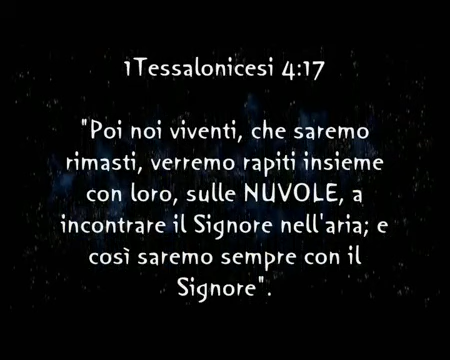 1Tessalonicesi 4:17
"Poi noi viventi, che saremo
rimasti, verremo rapiti insieme
con loro, sulle NUVOLE, a
incontrare il Signore nell'aria; e
così saremo sempre con il
Signore".